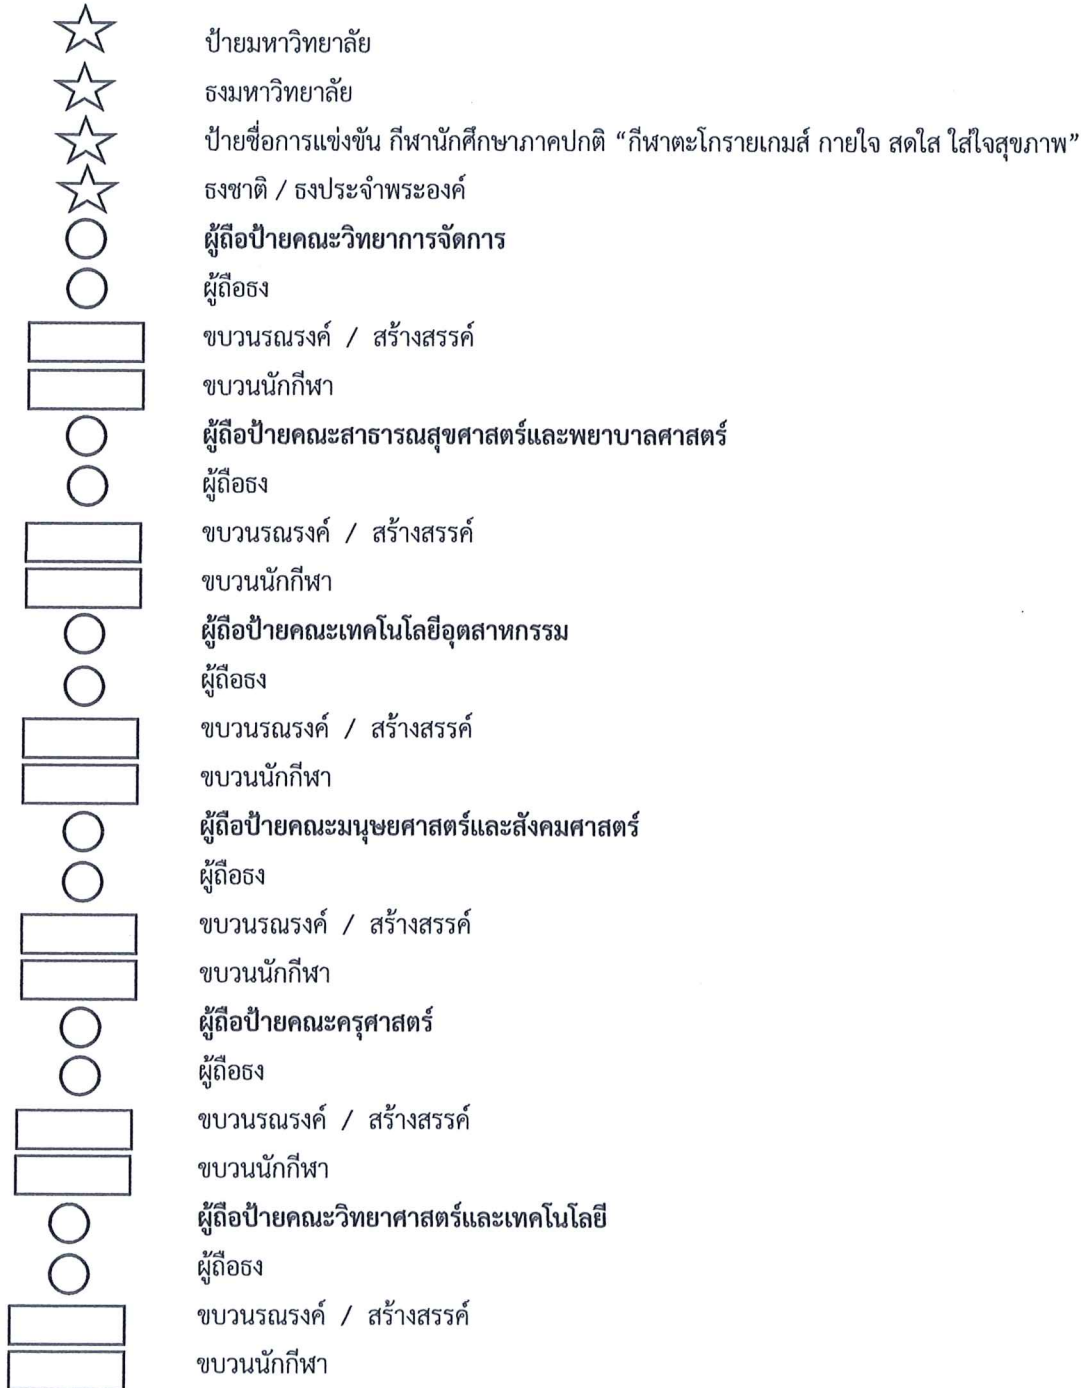 ป้ายมหาวิทยาลัย
ธงมหาวิทยาลัย
ป้ายชื่อการแข่งขัน กีฬานักศึกษาภาคปกติ “กีฬาตะโกรายเกมส์ กายใจ สดใส ใส่ใจสุขภาพ”
ธงชาติ / ธงประจำพระองค์
ผู้ถือป้ายคณะวิทยาการจัดการ
ผู้ถือธง
ขบวนรณรงค์ / สร้างสรรค์
ขบวนนักกีฬา
ผู้ถือป้ายคณะสาธารณสุขศาสตร์และพยาบาลศาสตร์
ผู้ถือธง
ขบวนรณรงค์ / สร้างสรรค์
ขบวนนักกีฬา
ผู้ถือป้ายคณะเทคโนโลยีอุตสาหกรรม
ผู้ถือธง
ขบวนรณรงค์ / สร้างสรรค์
ขบวนนักกีฬา
ผู้ถือป้ายคณะมนุษยศาสตร์และสังคมศาสตร์
ผู้ถือธง
ขบวนรณรงค์ / สร้างสรรค์
ขบวนนักกีฬา
ผู้ถือป้ายคณะครุศาสตร์
ผู้ถือธง
ขบวนรณรงค์ / สร้างสรรค์
ขบวนนักกีฬา
ผู้ถือป้ายคณะวิทยาศาสตร์และเทคโนโลยี
ผู้ถือธง
ขบวนรณรงค์ / สร้างสรรค์
ขบวนนักกีฬา